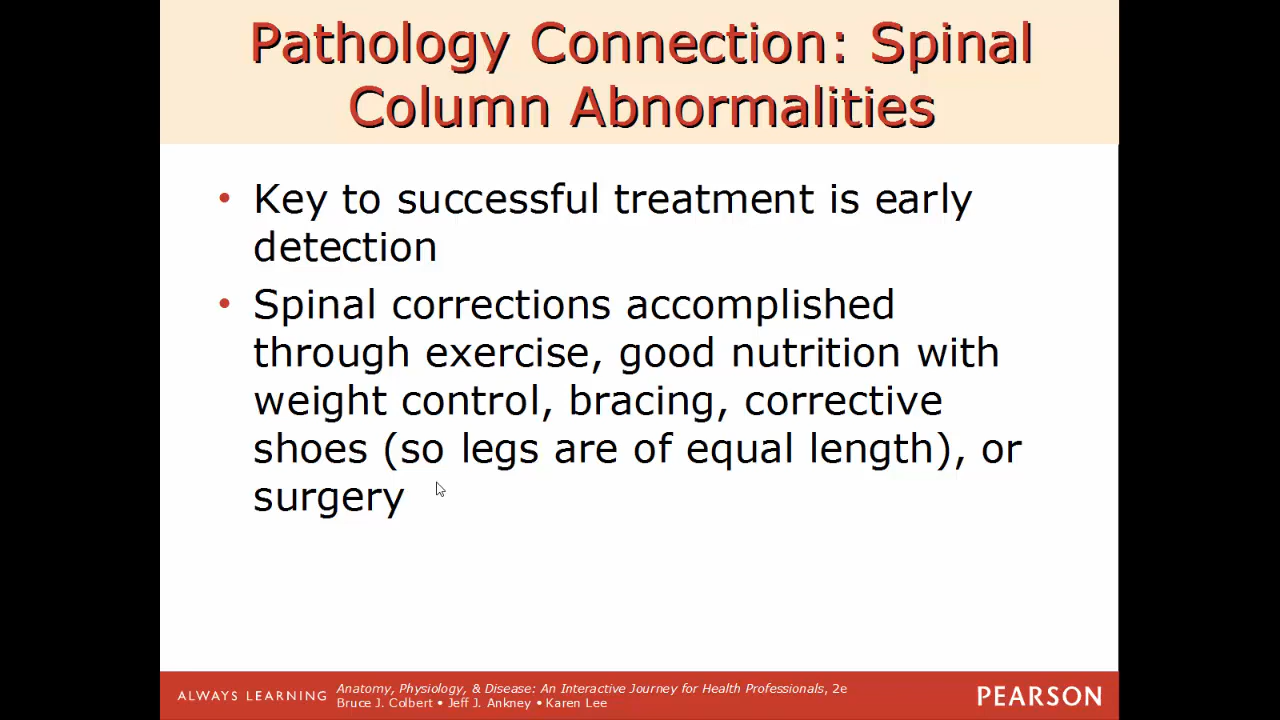 Pathology Connection: Spinal
Column Abnormalities
• Key to successful treatment is early
detection
• Spinal corrections accomplished
through exercise, good nutrition with
weight control, bracing, corrective
shoes (so legs are of equal length), or
surgery
ALWAYS LEARNING
Anatomy, Physiology, & Disease: An Interactive Journey for Health Professionals, 2e
Bruce J. Colbert • Jeff J. Ankney • Karen Lee
PEARSON